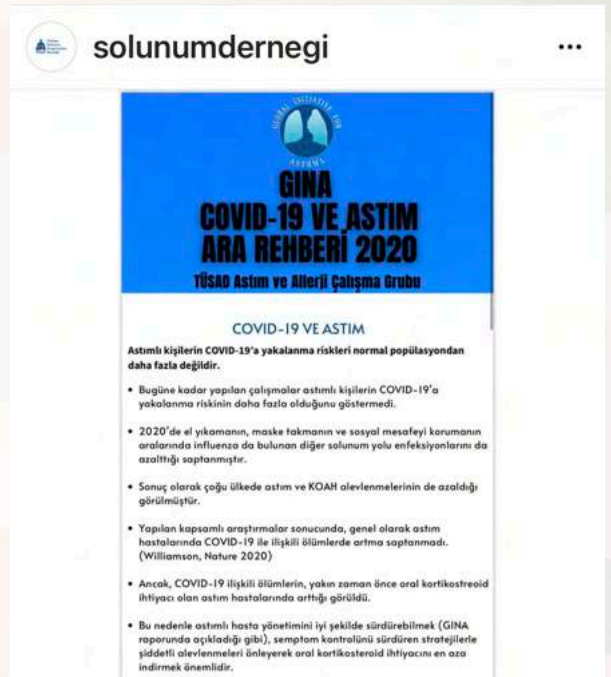 solunumdernegi
GLOBAL INITIATIVE FOR
ASTHMA
GINA
COVID-19 VE ASTIM
ARA REHBERİ 2020
TÜSAD Astım ve Allerji Çalışma Grubu
COVID-19 VE ASTIM
Astımlı kişilerin COVID-19'a yakalanma riskleri normal popülasyondan
daha fazla değildir.
• Bugüne kadar yapılan çalışmalar astımlı kişilerin COVID-19'a
yakalanma riskinin daha fazla olduğunu göstermedi.
• 2020'de el yıkamanın, maske takmanın ve sosyal mesafeyi korumanın
aralarında influenza da bulunan diğer solunum yolu enfeksiyonlarını da
azalttığı saptanmıştır.
• Sonuç olarak çoğu ülkede astım ve KOAH alevlenmelerinin de azaldığı
görülmüştür.
• Yapılan kapsamlı araştırmalar sonucunda, genel olarak astım
hastalarında COVID-19 ile ilişkili ölümlerde artma saptanmadı.
(Williamson, Nature 2020)
• Ancak, COVID-19 ilişkili ölümlerin, yakın zaman önce oral kortikostreoid
ihtiyacı olan astım hastalarında arttığı görüldü.
• Bu nedenle astımlı hasta yönetimini iyi şekilde sürdürebilmek (GINA
raporunda açıkladığı gibi), semptom kontrolünü sürdüren stratejilerle
şiddetli alevlenmeleri önleyerek oral kortikosteroid ihtiyacını en aza
indirmek önemlidir.